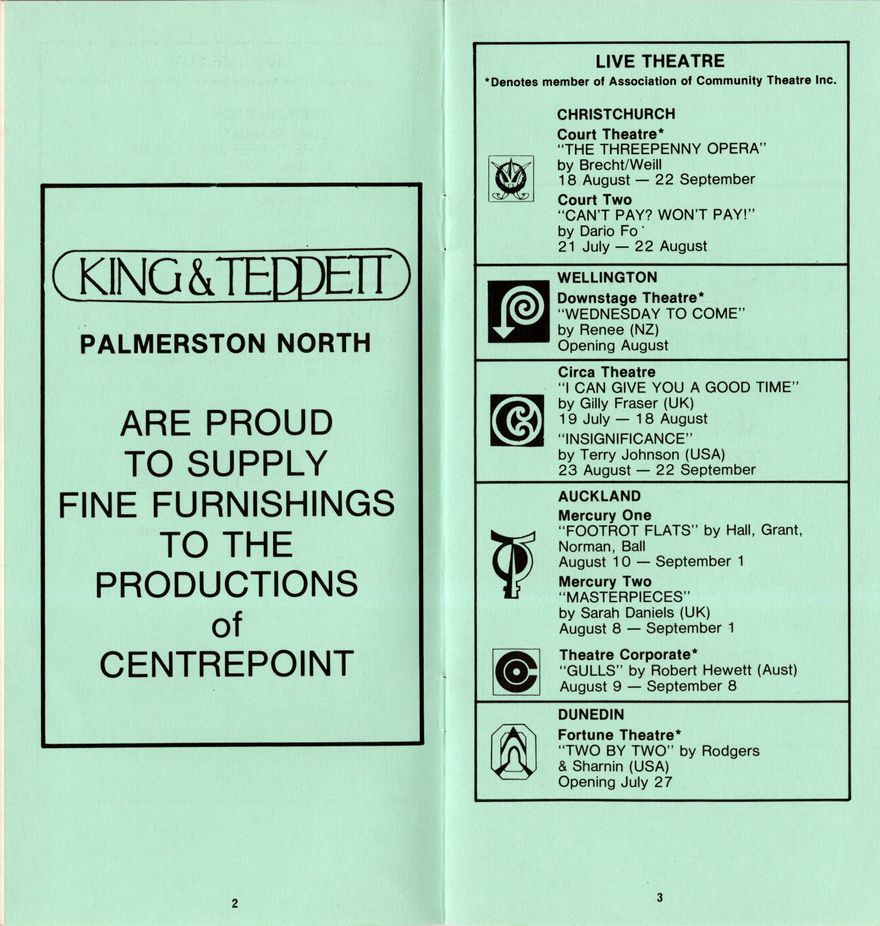 KING & TEPPETT
PALMERSTON NORTH
ARE PROUD
TO SUPPLY
FINE FURNISHINGS
TO THE
PRODUCTIONS
of
CENTREPOINT
2
LIVE THEATRE
*Denotes member of Association of Community Theatre Inc.
CHRISTCHURCH
Court Theatre*
"THE THREEPENNY OPERA"
by Brecht/Weill
18 August — 22 September
Court Two
"CAN'T PAY? WON'T PAY!"
by Dario Fo
21 July — 22 August
WELLINGTON
Downstage Theatre*
"WEDNESDAY TO COME"
by Renee (NZ)
Opening August
Circa Theatre
"I CAN GIVE YOU A GOOD TIME"
by Gilly Fraser (UK)
19 July — 18 August
"INSIGNIFICANCE"
by Terry Johnson (USA)
23 August — 22 September
AUCKLAND
Mercury One
"FOOTROT FLATS" by Hall, Grant,
Norman, Ball
August 10 — September 1
Mercury Two
"MASTERPIECES"
by Sarah Daniels (UK)
August 8 — September 1
Theatre Corporate*
"GULLS" by Robert Hewett (Aust)
August 9 — September 8
DUNEDIN
Fortune Theatre*
"TWO BY TWO" by Rodgers
& Sharnin (USA)
Opening July 27
3